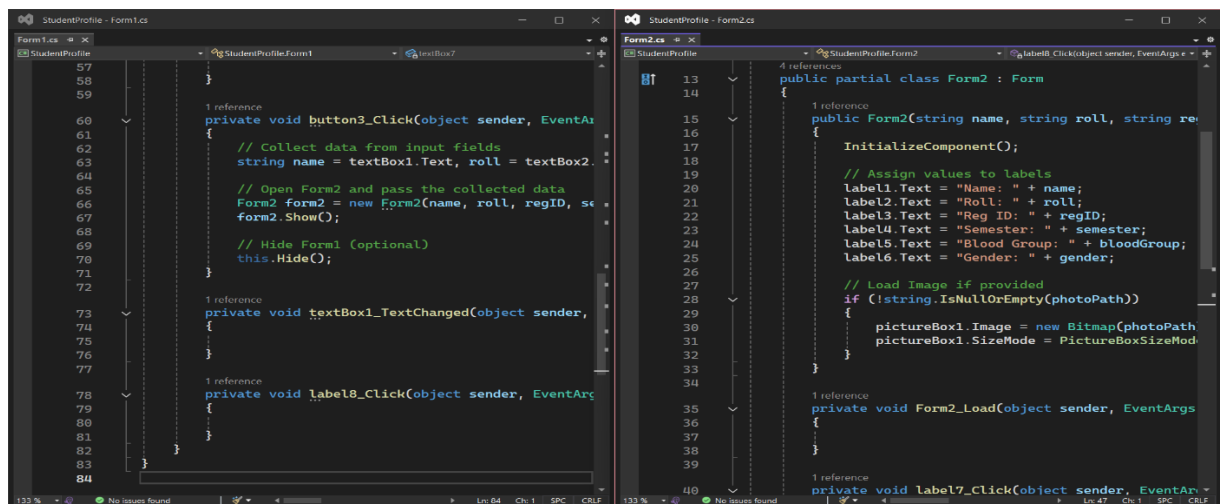 StudentProfile - Form1.cs
Form1.cs
StudentProfile
StudentProfile.Form1
textBox7
57
58 }
59
1 reference
60 private void button3_Click(object sender, EventAr
61 {
62 // Collect data from input fields
63 string name = textBox1.Text, roll = textBox2.
64
65 // Open Form2 and pass the collected data
66 Form2 form2 = new Form2(name, roll, regID, se
67 form2.Show();
68
69 // Hide Form1 (optional)
70 this.Hide();
71 }
72
1 reference
73 private void textBox1_TextChanged(object sender,
74 {
75
76 }
77
1 reference
78 private void label8_Click(object sender, EventArg
79 {
80
81 }
82 }
83 }
84
133 % No issues found Ln: 84 Ch: 1 SPC CRLF
StudentProfile - Form2.cs
Form2.cs
StudentProfile
StudentProfile.Form2
label8_Click(object sender, EventArgs e
4 references
13 public partial class Form2 : Form
14 {
1 reference
15 public Form2(string name, string roll, string re
16 {
17 InitializeComponent();
18
19 // Assign values to labels
20 label1.Text = "Name: " + name;
21 label2.Text = "Roll: " + roll;
22 label3.Text = "Reg ID: " + regID;
23 label4.Text = "Semester: " + semester;
24 label5.Text = "Blood Group: " + bloodGroup;
25 label6.Text = "Gender: " + gender;
26
27 // Load Image if provided
28 if (!string.IsNullOrEmpty(photoPath))
29 {
30 pictureBox1.Image = new Bitmap(photoPath
31 pictureBox1.SizeMode = PictureBoxSizeMod
32 }
33 }
34
1 reference
35 private void Form2_Load(object sender, EventArgs
36 {
37
38 }
39
1 reference
40 private void label7_Click(object sender, EventAr
133 % No issues found Ln: 47 Ch: 1 SPC CRLF